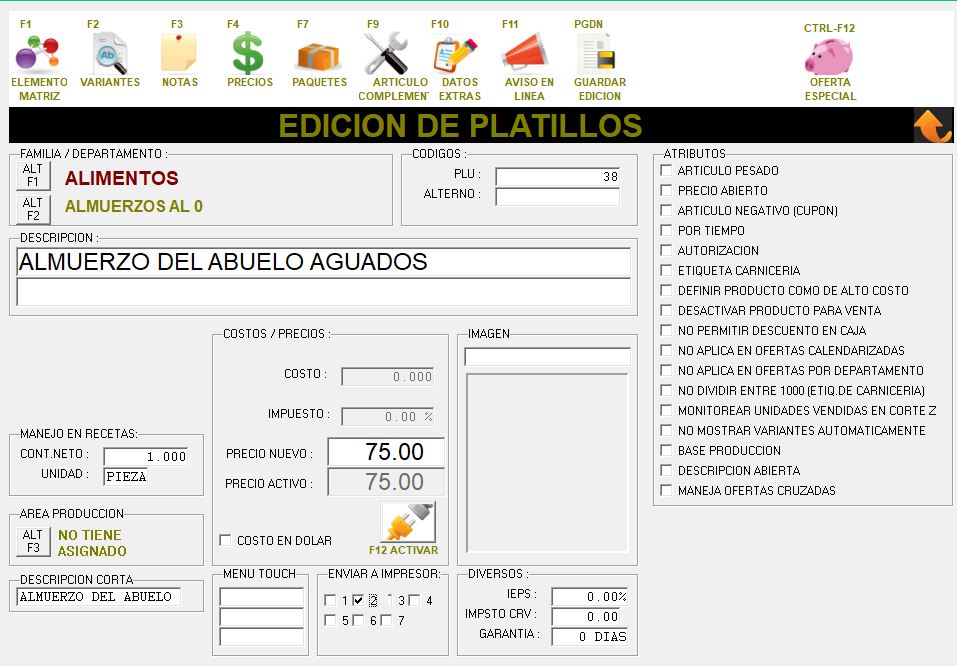 F1 F2 F3 F4 F7 F9 F10 F11 PGDN CTRL-F12
Ab
ELEMENTO MATRIZ
VARIANTES
NOTAS
PRECIOS
PAQUETES
ARTICULO COMPLEMEN
DATOS EXTRAS
AVISO EN LINEA
GUARDAR EDICION
OFERTA ESPECIAL
EDICION DE PLATILLOS
FAMILIA / DEPARTAMENTO :
ALT F1 ALIMENTOS
ALT F2 ALMUERZOS AL 0
CODIGOS :
PLU : 38
ALTERNO :
DESCRIPCION :
ALMUERZO DEL ABUELO AGUADOS
MANEJO EN RECETAS:
CONT.NETO : 1.000
UNIDAD : PIEZA
AREA PRODUCCION
ALT F3 NO TIENE ASIGNADO
DESCRIPCION CORTA
ALMUERZO DEL ABUELO
COSTOS / PRECIOS :
COSTO : 0.000
IMPUESTO : 0.00 %
PRECIO NUEVO : 75.00
PRECIO ACTIVO : 75.00
COSTO EN DOLAR
F12 ACTIVAR
IMAGEN
MENU TOUCH
ENVIAR A IMPRESOR:
1 2 3 4
5 6 7
DIVERSOS :
IEPS : 0.00%
IMPSTO CRV : 0.00
GARANTIA : 0 DIAS
ATRIBUTOS
ARTICULO PESADO
PRECIO ABIERTO
ARTICULO NEGATIVO (CUPON)
POR TIEMPO
AUTORIZACION
ETIQUETA CARNICERIA
DEFINIR PRODUCTO COMO DE ALTO COSTO
DESACTIVAR PRODUCTO PARA VENTA
NO PERMITIR DESCUENTO EN CAJA
NO APLICA EN OFERTAS CALENDARIZADAS
NO APLICA EN OFERTAS POR DEPARTAMENTO
NO DIVIDIR ENTRE 1000 (ETIQ.DE CARNICERIA)
MONITOREAR UNIDADES VENDIDAS EN CORTE Z
NO MOSTRAR VARIANTES AUTOMATICAMENTE
BASE PRODUCCION
DESCRIPCION ABIERTA
MANEJA OFERTAS CRUZADAS